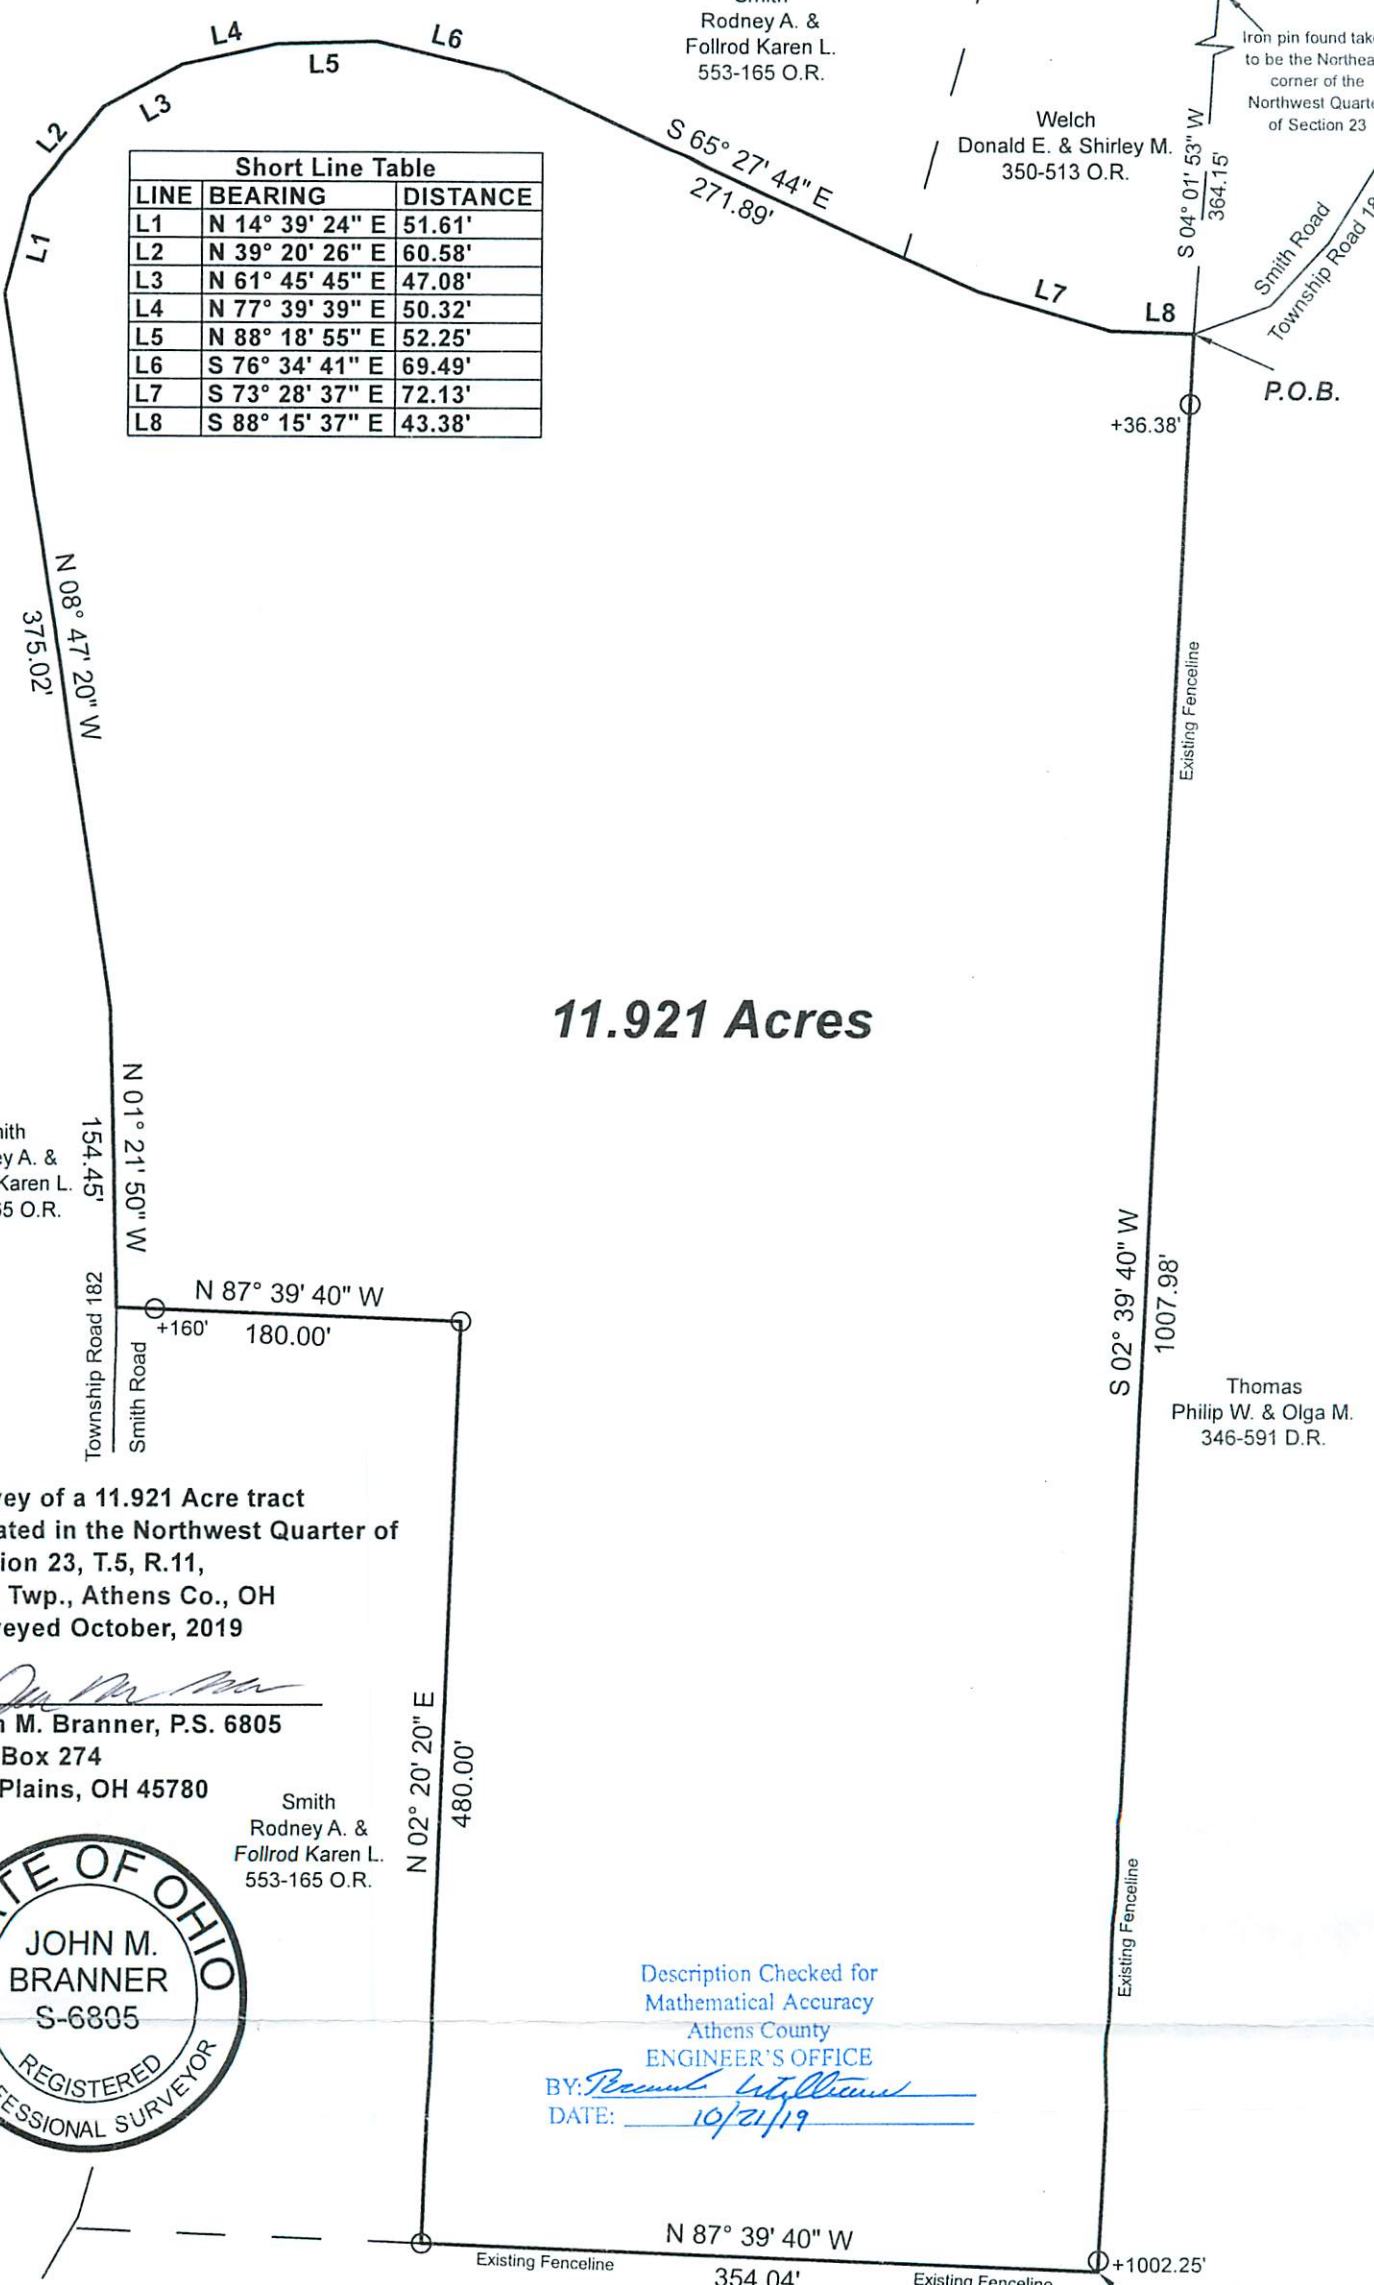 Smith
Rodney A. &
Follrod Karen L.
553-165 O.R.
Iron pin found take
to be the Northea
corner of the
Northwest Quarte
of Section 23
Welch
Donald E. & Shirley M.
350-513 O.R.
S 04° 01' 53" W
364.15'
Smith Road
Township Road 18
L1
L2
L3
L4
L5
L6
S 65° 27' 44" E
271.89'
L7
L8
P.O.B.
+36.38'
Short Line Table
LINE BEARING DISTANCE
L1 N 14° 39' 24" E 51.61'
L2 N 39° 20' 26" E 60.58'
L3 N 61° 45' 45" E 47.08'
L4 N 77° 39' 39" E 50.32'
L5 N 88° 18' 55" E 52.25'
L6 S 76° 34' 41" E 69.49'
L7 S 73° 28' 37" E 72.13'
L8 S 88° 15' 37" E 43.38'
N 08° 47' 20" W
375.02'
Existing Fenceline
11.921 Acres
N 01° 21' 50" W
154.45'
ith
y A. &
Karen L.
5 O.R.
Township Road 182
Smith Road
N 87° 39' 40" W
+160' 180.00'
S 02° 39' 40" W
1007.98'
Thomas
Philip W. & Olga M.
346-591 D.R.
vey of a 11.921 Acre tract
ated in the Northwest Quarter of
ion 23, T.5, R.11,
Twp., Athens Co., OH
eyed October, 2019
n M. Branner, P.S. 6805
Box 274
Plains, OH 45780
N 02° 20' 20" E
480.00'
Smith
Rodney A. &
Follrod Karen L.
553-165 O.R.
TE OF OHIO
JOHN M.
BRANNER
S-6805
REGISTERED
FESSIONAL SURVEYOR
Existing Fenceline
Description Checked for
Mathematical Accuracy
Athens County
ENGINEER'S OFFICE
BY:
DATE: 10/21/19
N 87° 39' 40" W
Existing Fenceline
354.04'
Existing Fenceline
+1002.25'